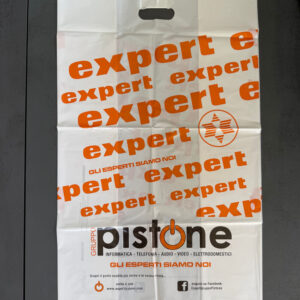 expert
expert expert
expert expert
expert
expert expert
expert
expert
GLI ESPERTI SIAMO NOI
expert
GRUPPO
pistone
INFORMATICA - TELEFONIA - AUDIO - VIDEO - ELETTRODOMESTICI
GLI ESPERTI SIAMO NOI